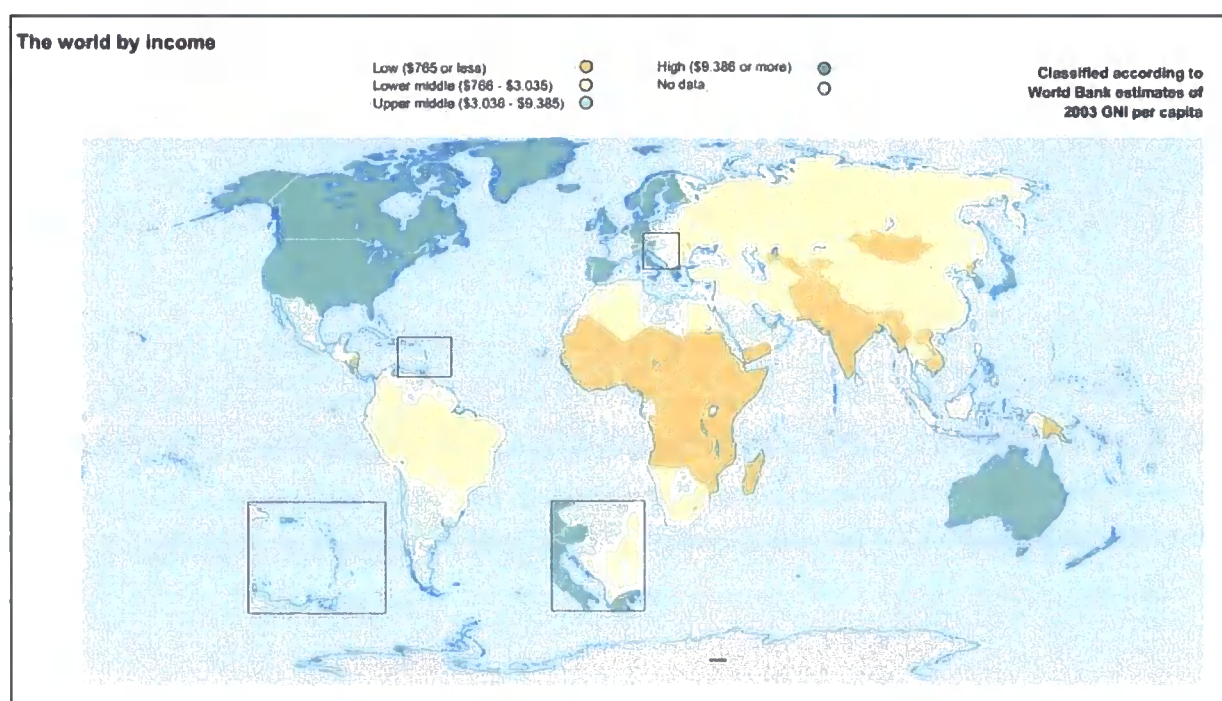 The world by income
Low ($765 or less)
Lower middle ($766 - $3.035)
Upper middle ($3.036 - $9.385)
High ($9.386 or more)
No data
Classified according to
World Bank estimates of
2003 GNI per capita